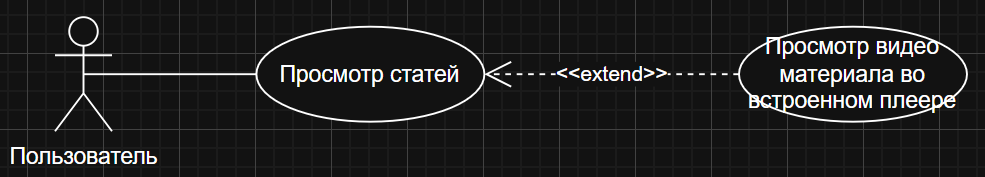 Просмотр статей
<<extend>>
Просмотр видео
материала во
встроенном плеере
Пользователь